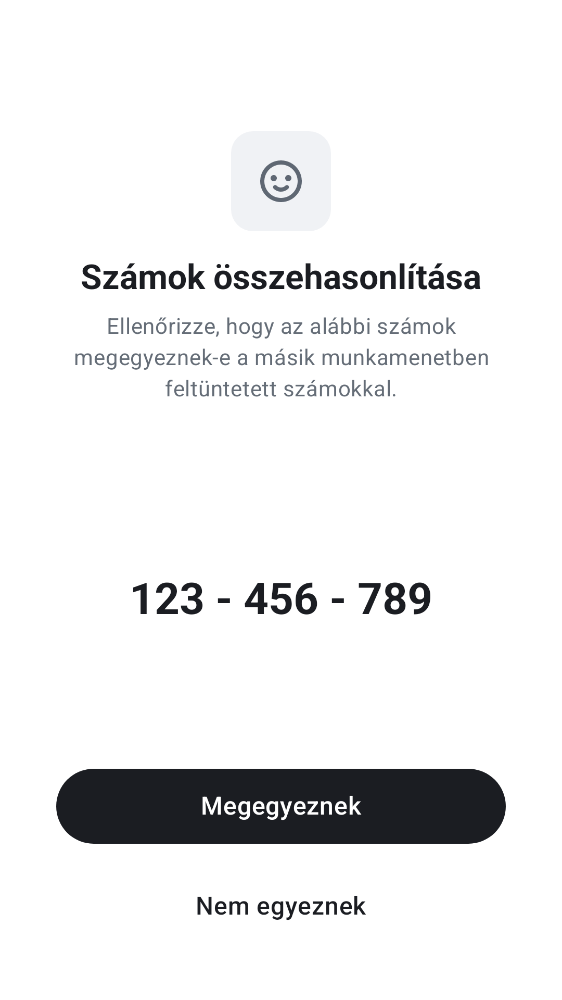 Számok összehasonlítása
Ellenőrizze, hogy az alábbi számok
megegyeznek-e a másik munkamenetben
feltüntetett számokkal.
123 - 456 - 789
Megegyeznek
Nem egyeznek